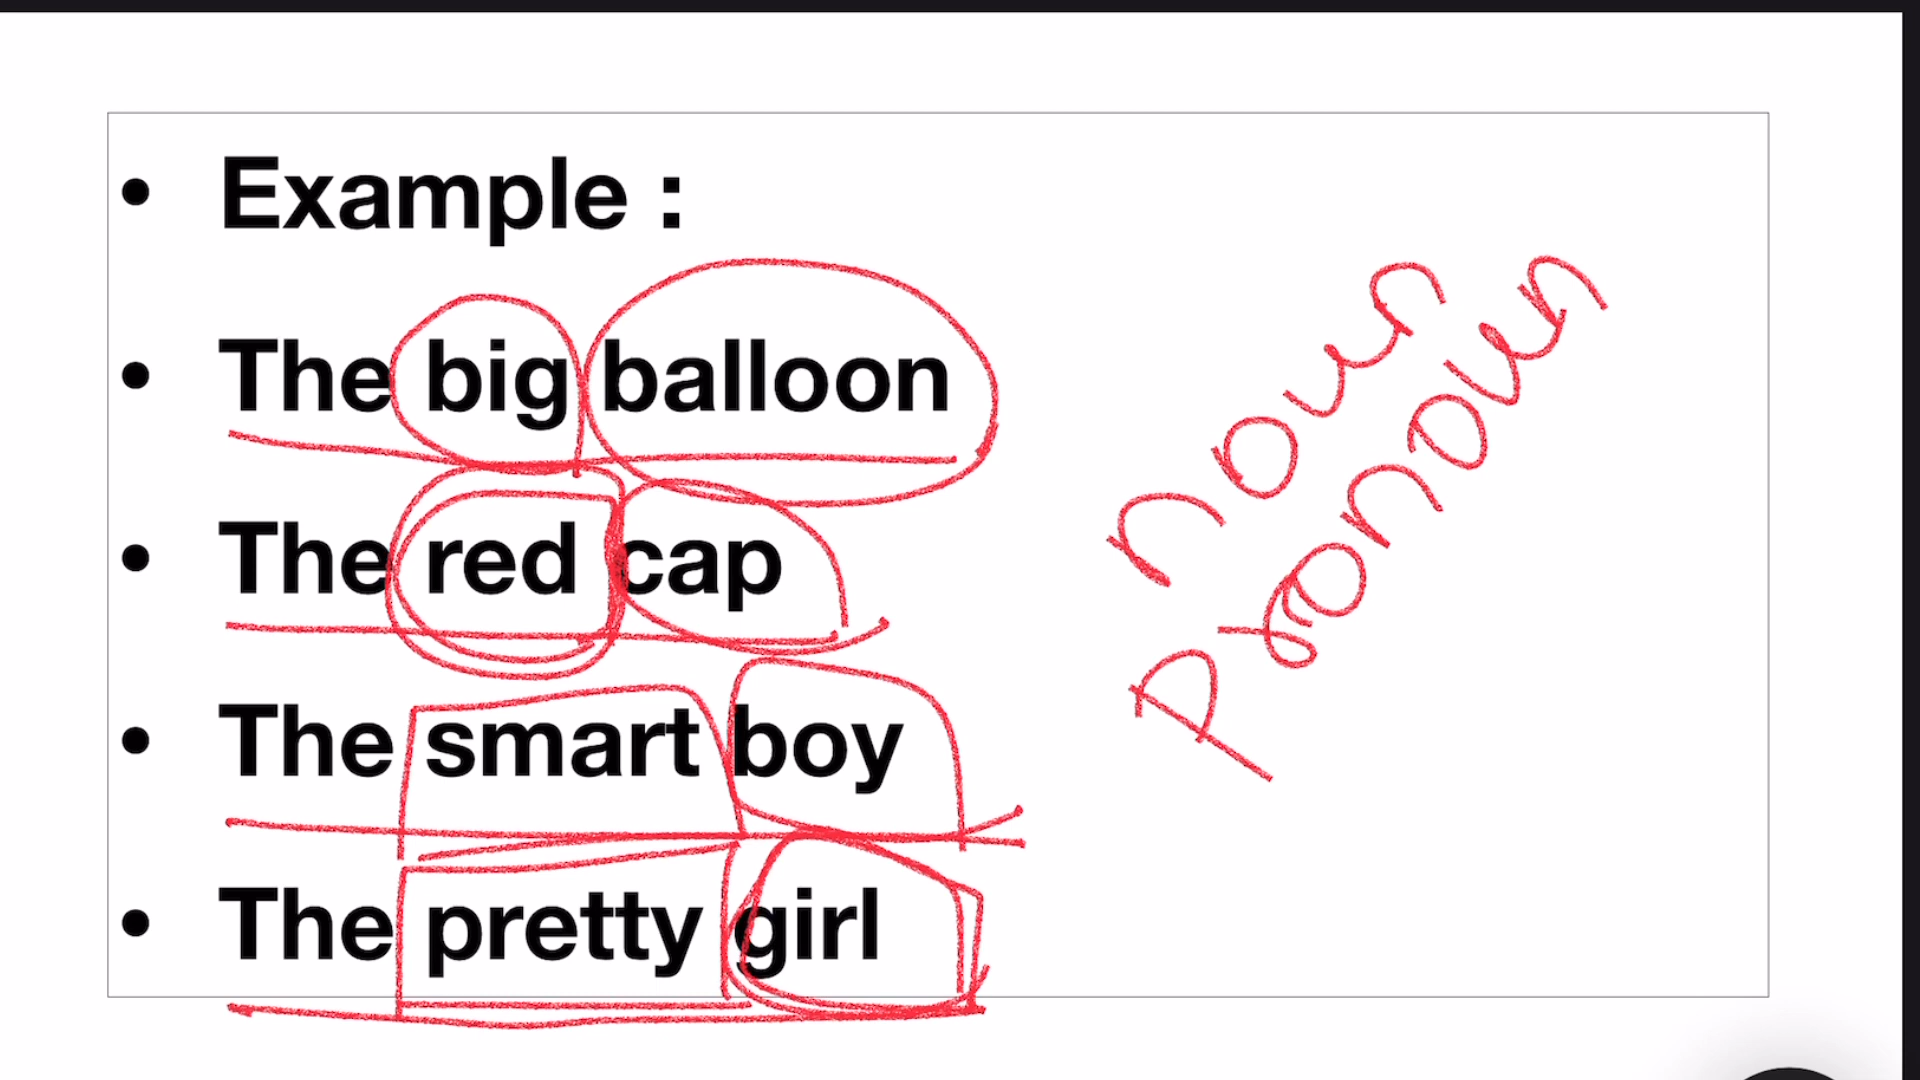 • Example :
• The big balloon
• The red cap
• The smart boy
• The pretty girl
noun
pronoun